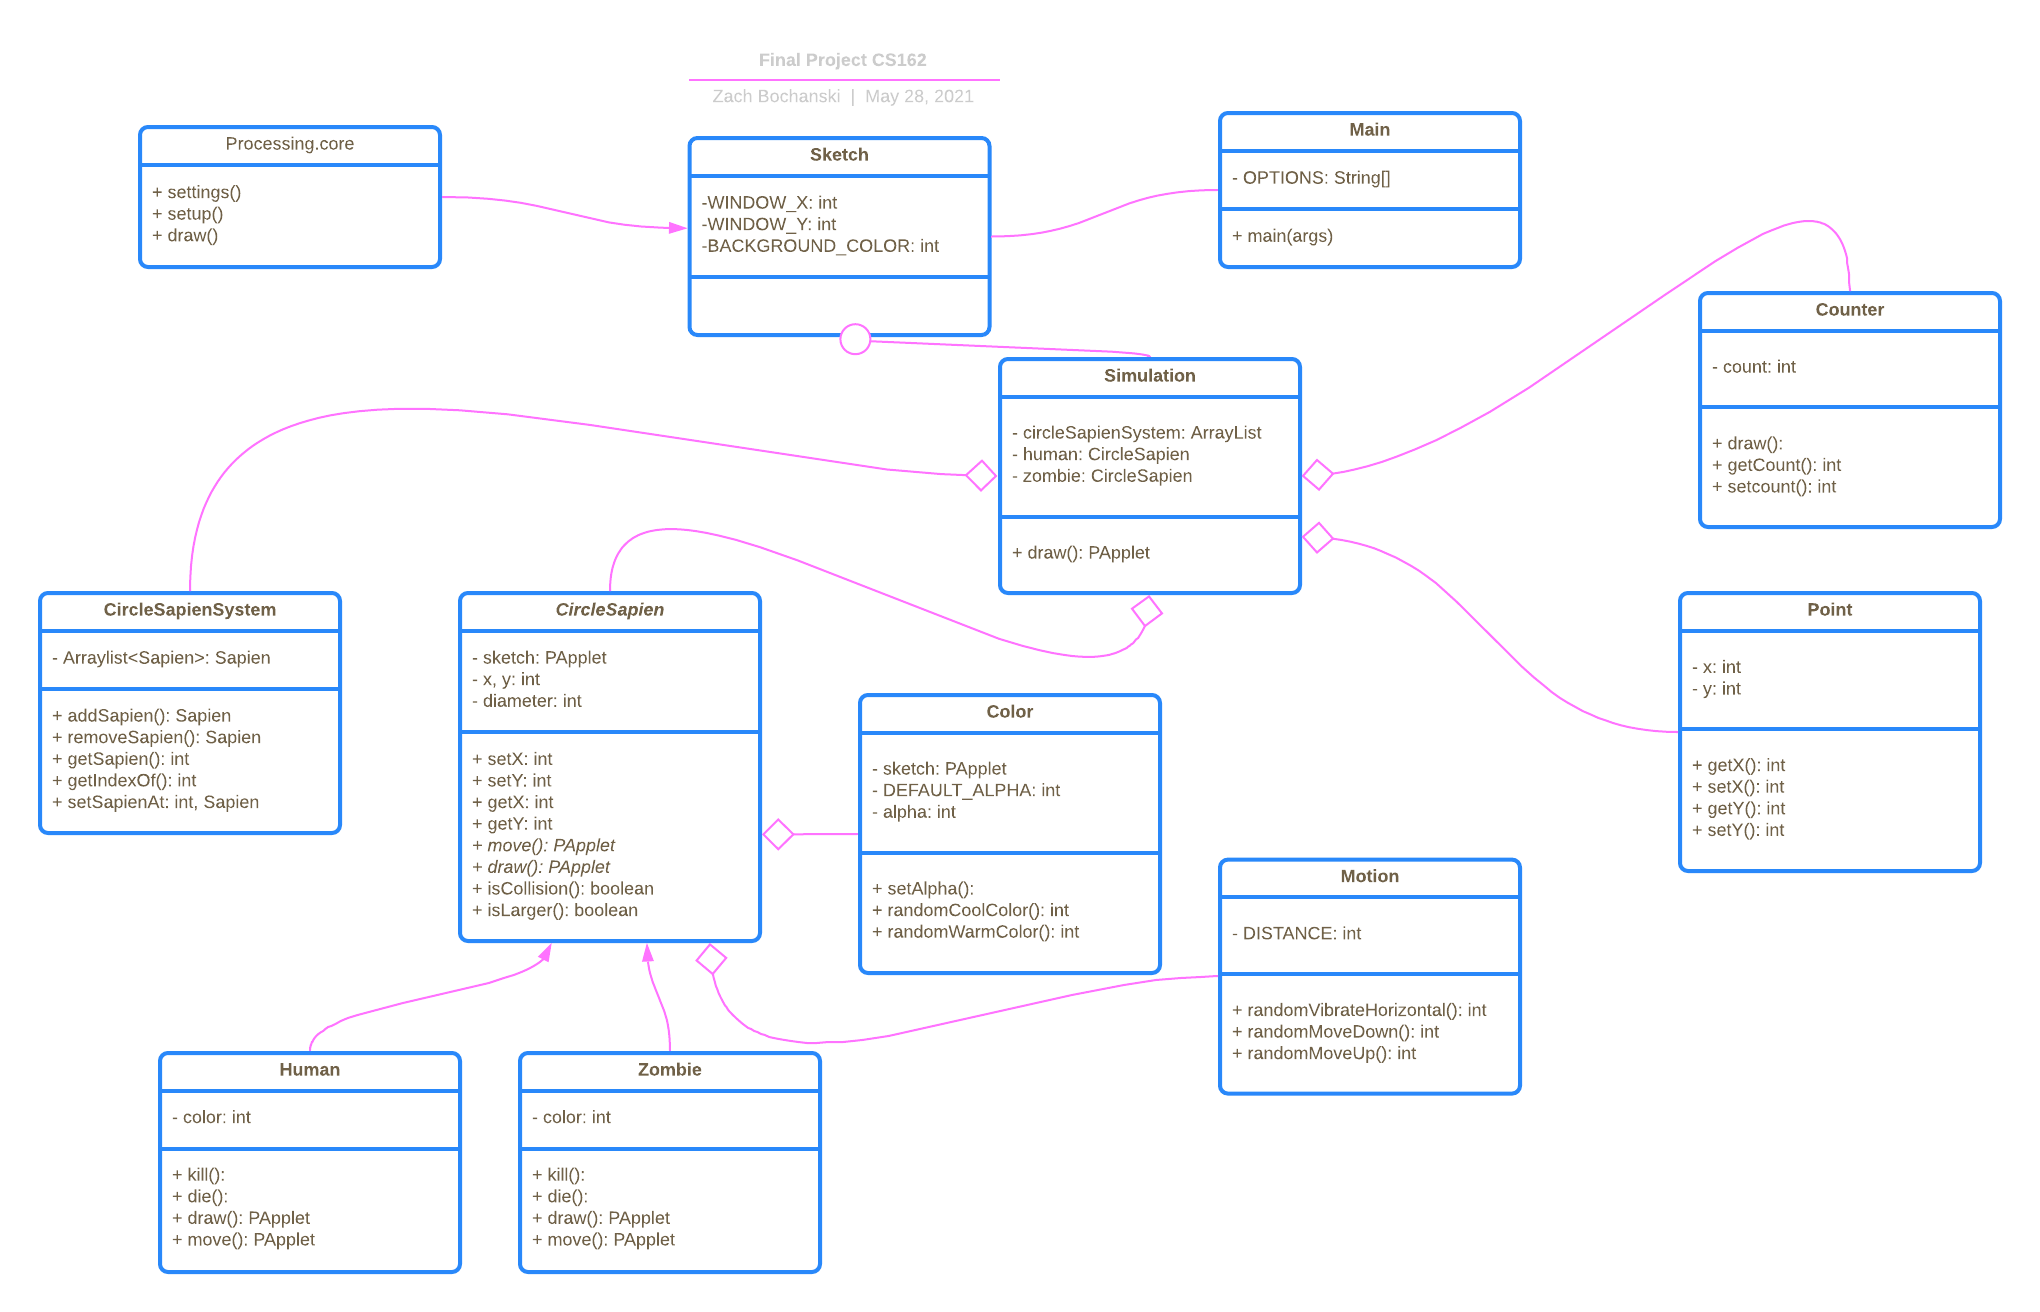 Final Project CS162
Zach Bochanski | May 28, 2021
Processing.core
+ settings()
+ setup()
+ draw()
Sketch
-WINDOW_X: int
-WINDOW_Y: int
-BACKGROUND_COLOR: int
Main
- OPTIONS: String[]
+ main(args)
Counter
- count: int
+ draw():
+ getCount(): int
+ setcount(): int
Simulation
- circleSapienSystem: ArrayList
- human: CircleSapien
- zombie: CircleSapien
+ draw(): PApplet
CircleSapienSystem
- Arraylist<Sapien>: Sapien
+ addSapien(): Sapien
+ removeSapien(): Sapien
+ getSapien(): int
+ getIndexOf(): int
+ setSapienAt: int, Sapien
CircleSapien
- sketch: PApplet
- x, y: int
- diameter: int
+ setX: int
+ setY: int
+ getX: int
+ getY: int
+ move(): PApplet
+ draw(): PApplet
+ isCollision(): boolean
+ isLarger(): boolean
Color
- sketch: PApplet
- DEFAULT_ALPHA: int
- alpha: int
+ setAlpha():
+ randomCoolColor(): int
+ randomWarmColor(): int
Point
- x: int
- y: int
+ getX(): int
+ setX(): int
+ getY(): int
+ setY(): int
Motion
- DISTANCE: int
+ randomVibrateHorizontal(): int
+ randomMoveDown(): int
+ randomMoveUp(): int
Human
- color: int
+ kill():
+ die():
+ draw(): PApplet
+ move(): PApplet
Zombie
- color: int
+ kill():
+ die():
+ draw(): PApplet
+ move(): PApplet